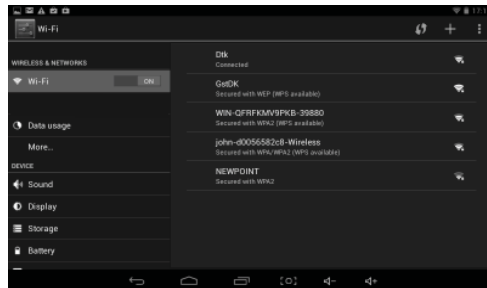 Wi-Fi
WIRELESS & NETWORKS
Wi-Fi
ON
Data usage
More...
DEVICE
Sound
Display
Storage
Battery
Dtk
Connected
GstDK
Secured with WEP (WPS available)
WIN-QFRFKMV9PKB-39880
Secured with WPA2 (WPS available)
john-d0056582c8-Wireless
Secured with WPA/WPA2 (WPS available)
NEWPOINT
Secured with WPA2